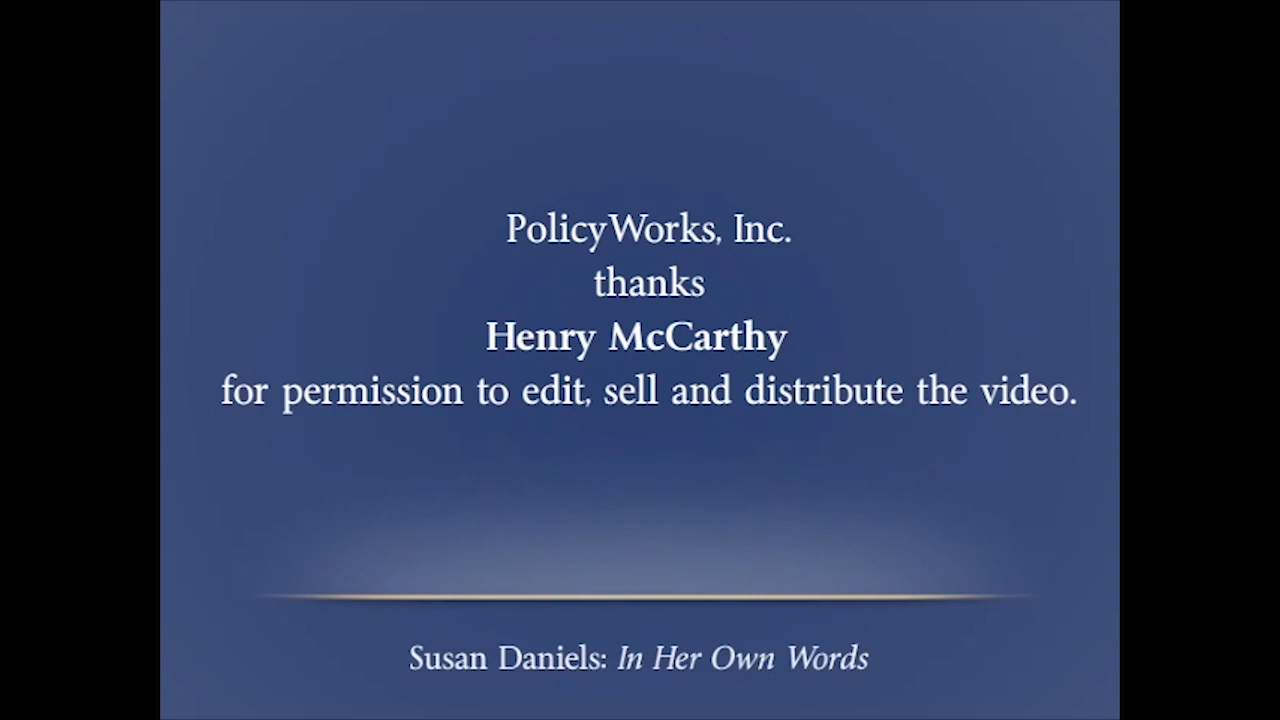 PolicyWorks, Inc.
thanks
Henry McCarthy
for permission to edit, sell and distribute the video.
Susan Daniels: In Her Own Words